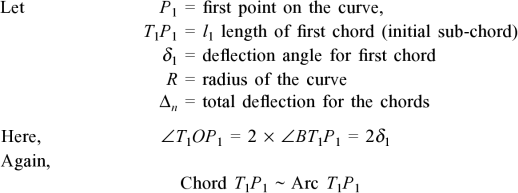 Let P₁ = first point on the curve,
T₁P₁ = l₁ length of first chord (initial sub-chord)
δ₁ = deflection angle for first chord
R = radius of the curve
Δₙ = total deflection for the chords
Here, ∠T₁OP₁ = 2 × ∠BT₁P₁ = 2δ₁
Again,
Chord T₁P₁ ~ Arc T₁P₁